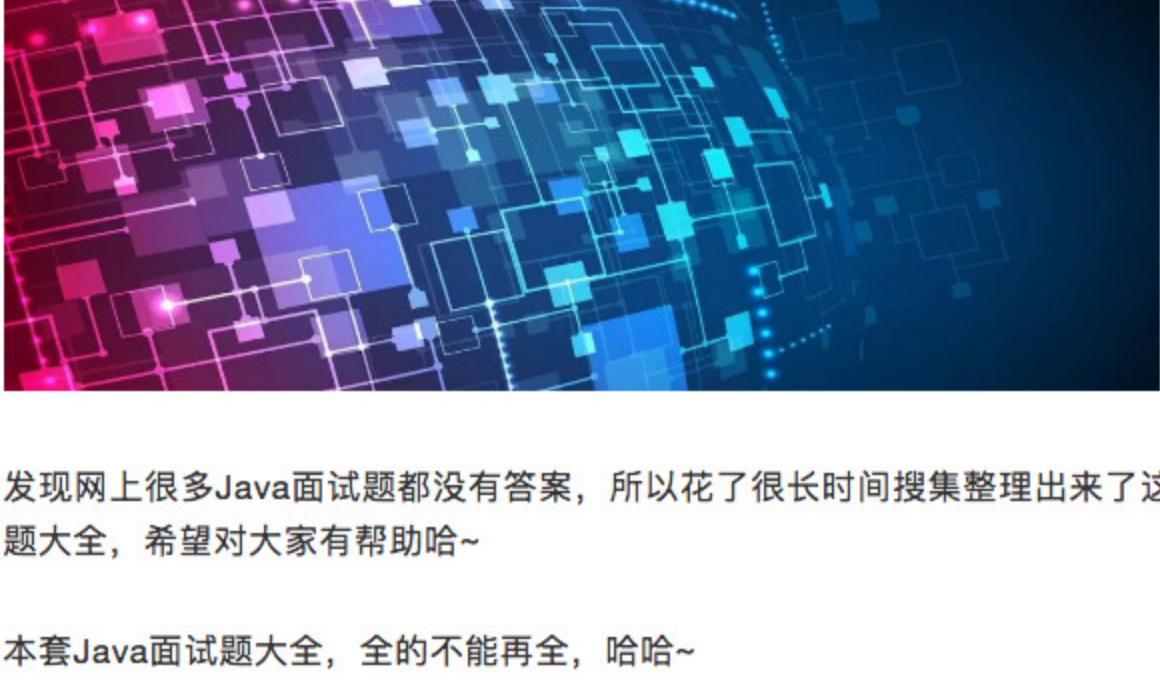 发现网上很多Java面试题都没有答案，所以花了很长时间搜集整理出来了这
题大全，希望对大家有帮助哈~
本套Java面试题大全，全的不能再全，哈哈~